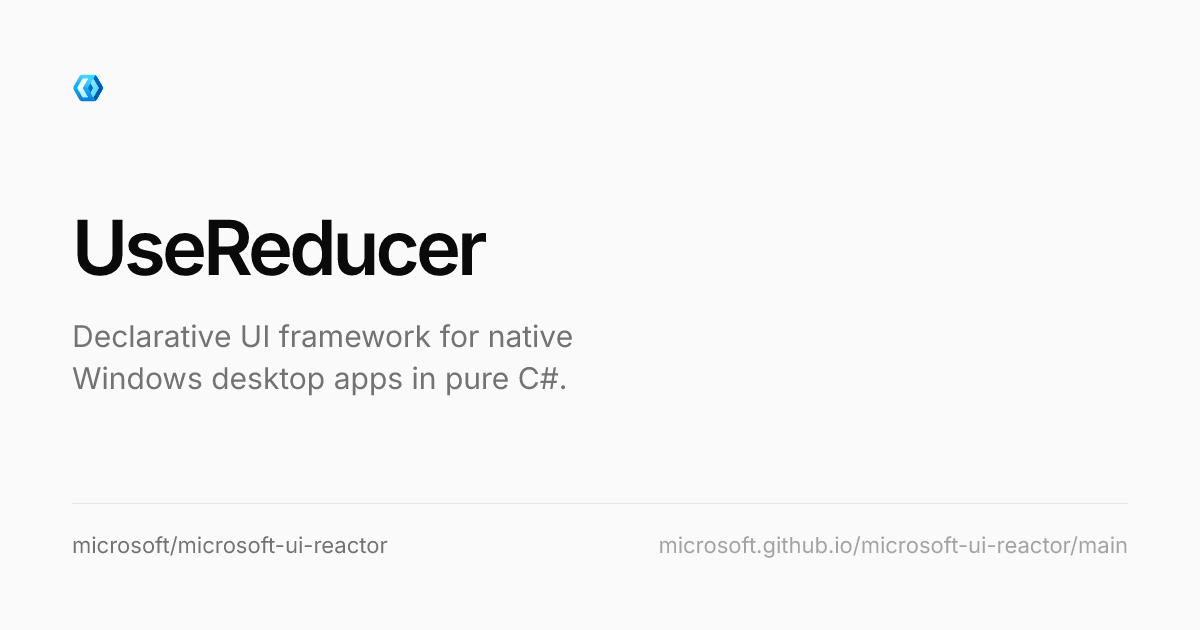 UseReducer
Declarative UI framework for native
Windows desktop apps in pure C#.
microsoft/microsoft-ui-reactor
microsoft.github.io/microsoft-ui-reactor/main